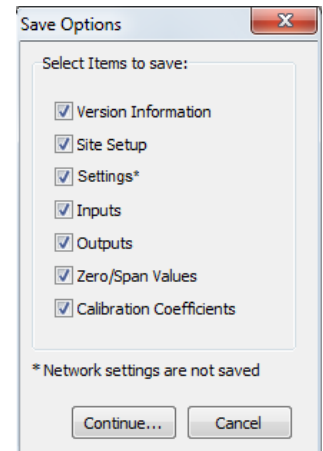 Save Options
Select Items to save:
Version Information
Site Setup
Settings*
Inputs
Outputs
Zero/Span Values
Calibration Coefficients
* Network settings are not saved
Continue... Cancel